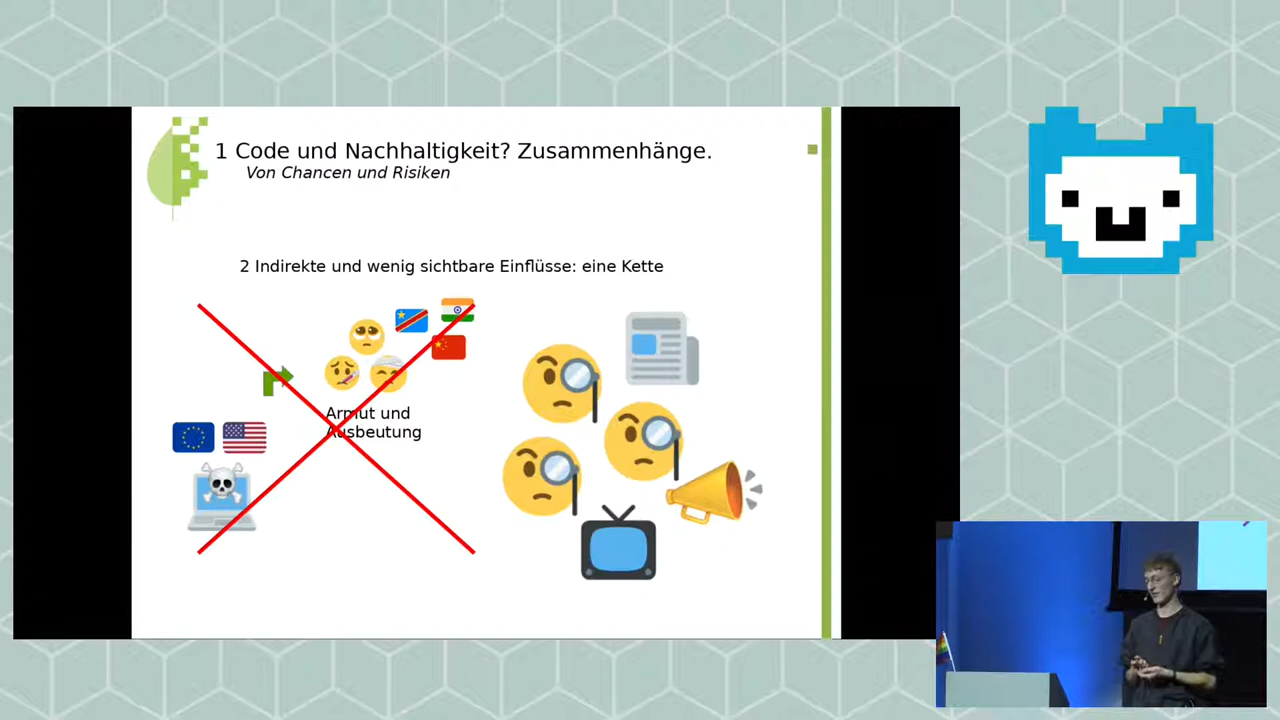 1 Code und Nachhaltigkeit? Zusammenhänge.
Von Chancen und Risiken
2 Indirekte und wenig sichtbare Einflüsse: eine Kette
Armut und
Ausbeutung